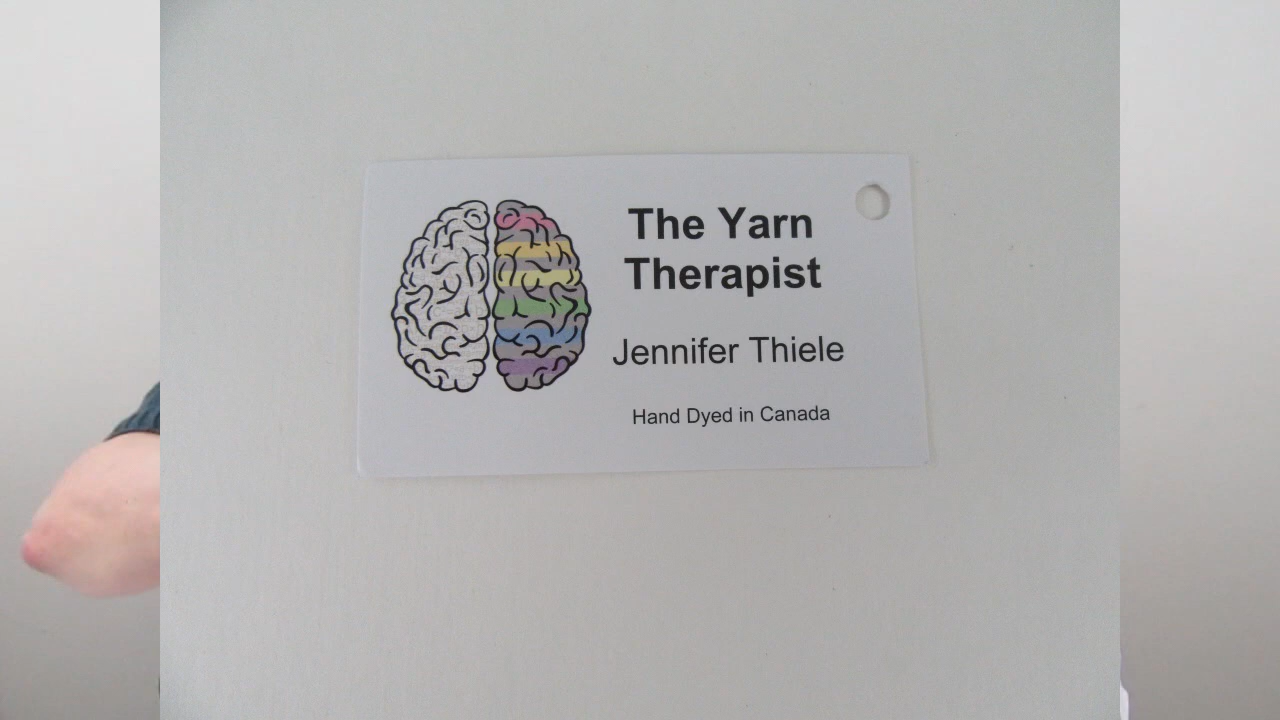 The Yarn
Therapist
Jennifer Thiele
Hand Dyed in Canada